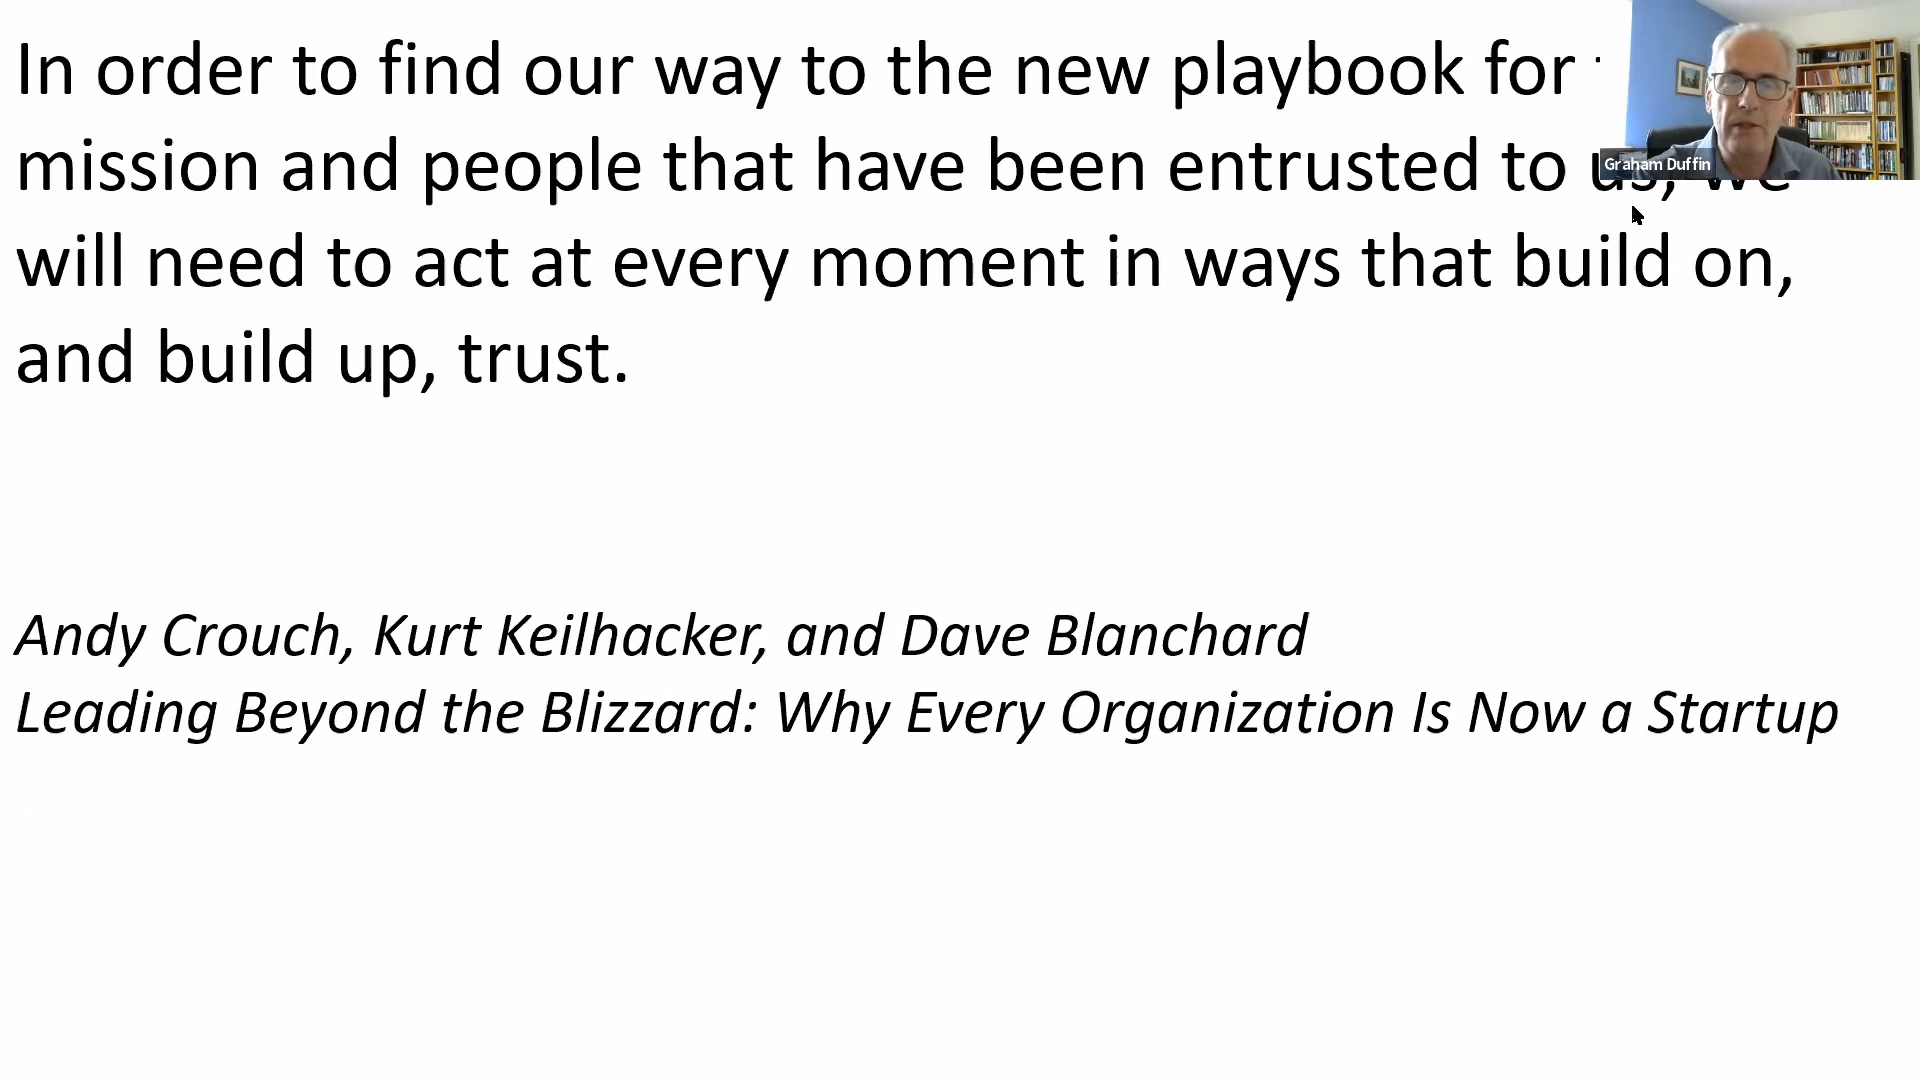 In order to find our way to the new playbook for
mission and people that have been entrusted to us, we
will need to act at every moment in ways that build on,
and build up, trust.
Graham Duffin
Andy Crouch, Kurt Keilhacker, and Dave Blanchard
Leading Beyond the Blizzard: Why Every Organization Is Now a Startup